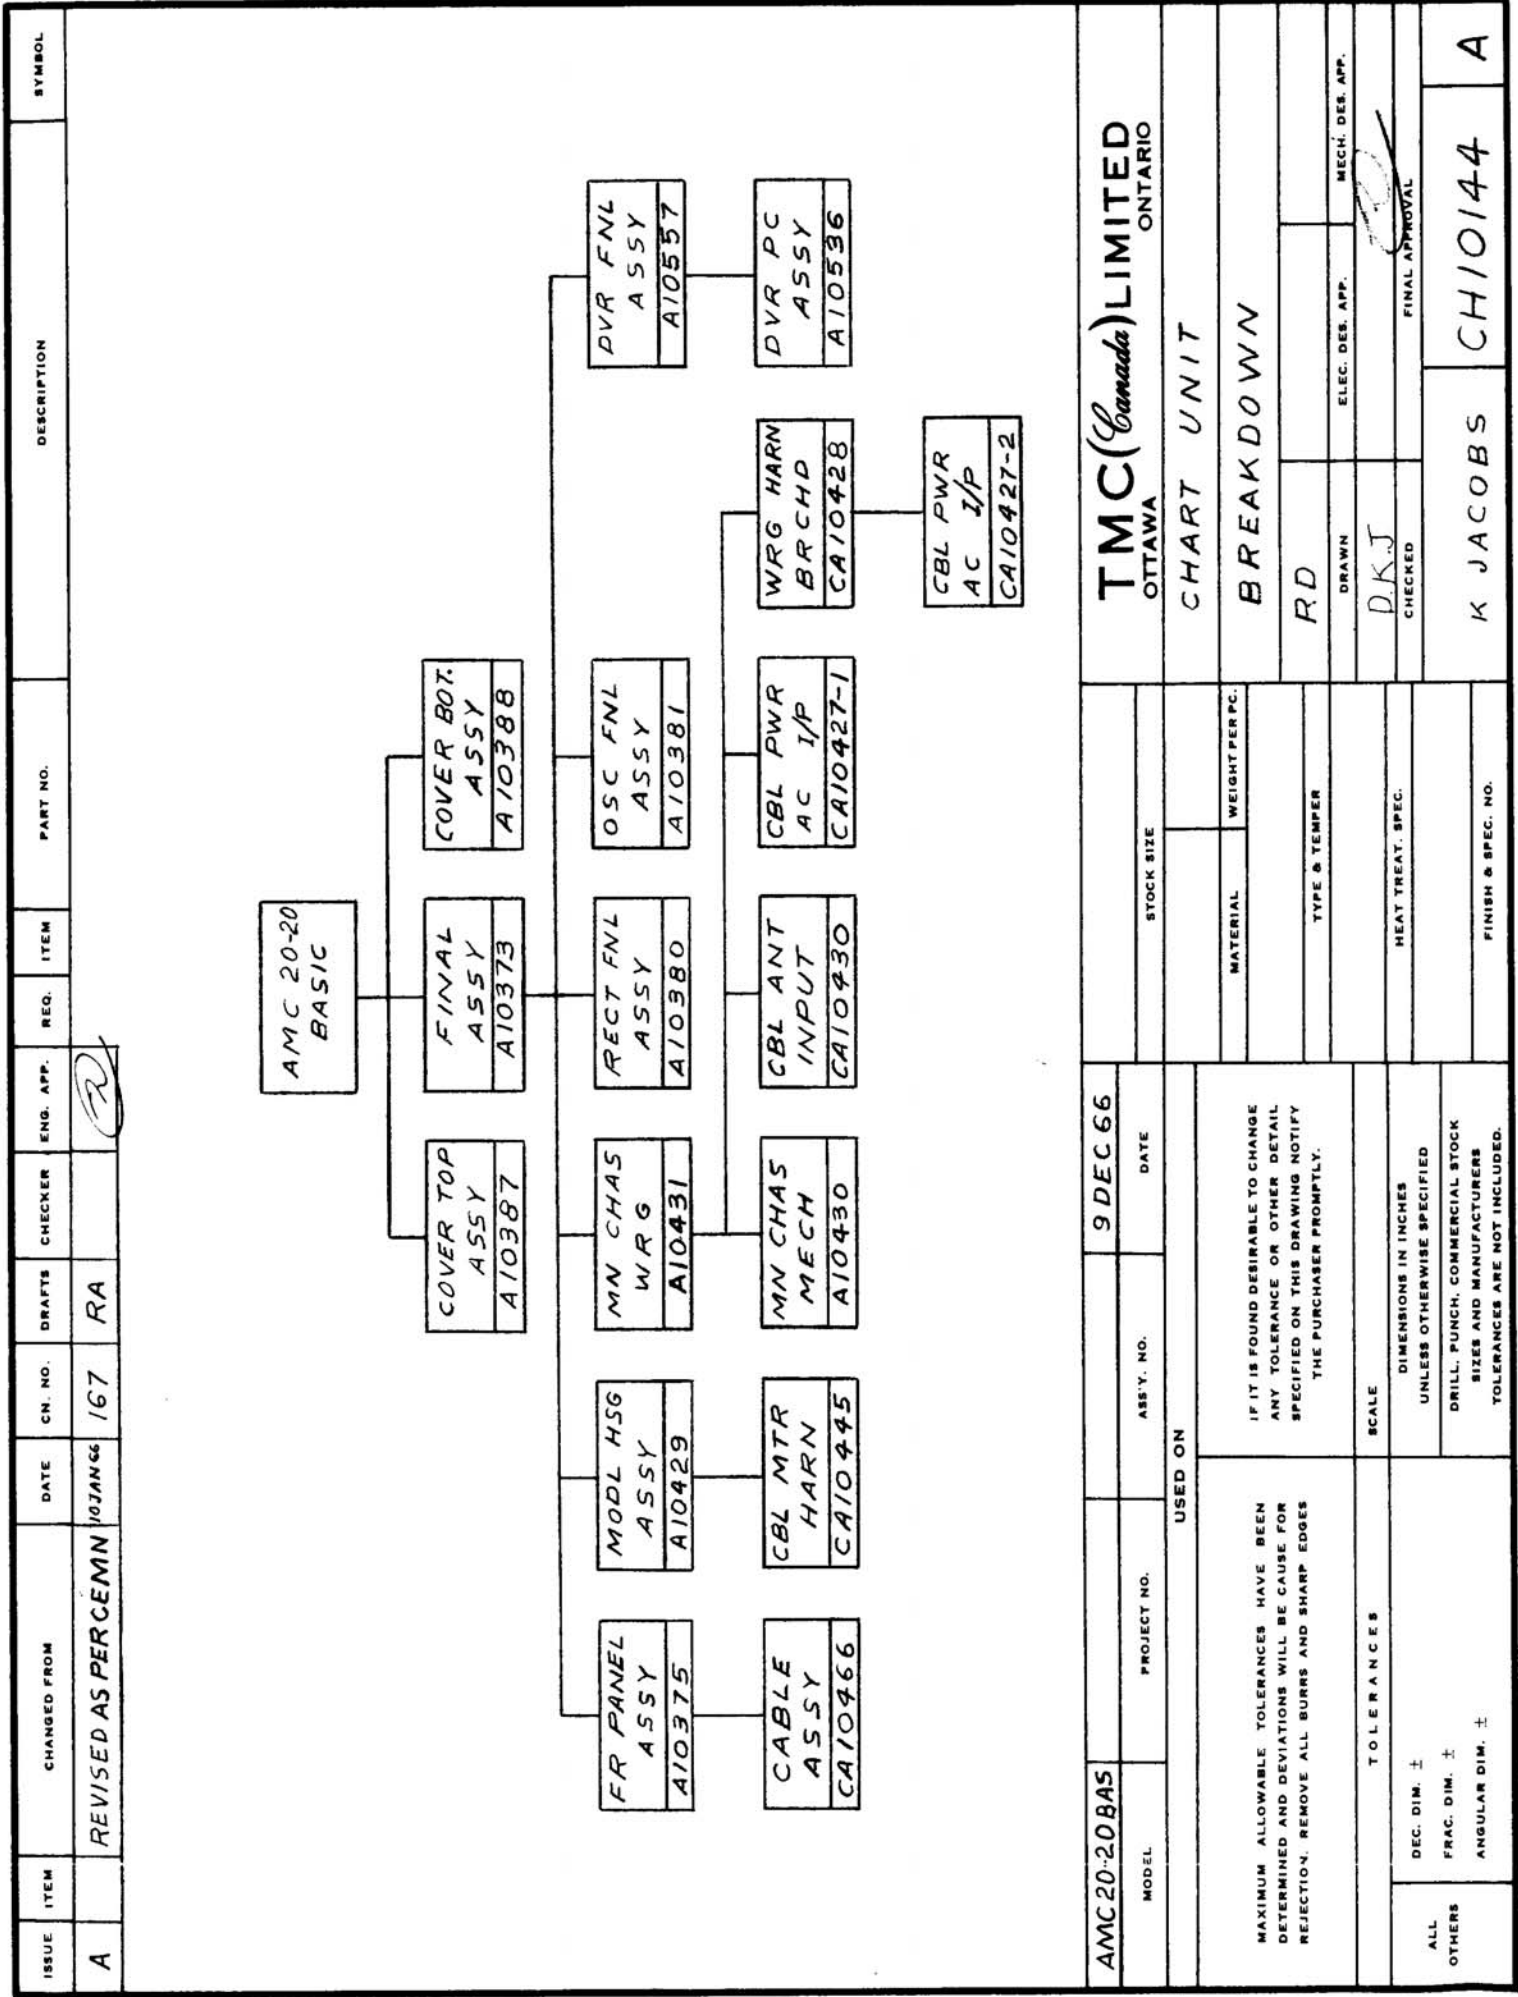 ISSUE ITEM CHANGED FROM DATE CN. NO. DRAFTS CHECKER ENG. APP. REQ. ITEM PART NO. DESCRIPTION SYMBOL
A REVISED AS PER CEMN 10JAN66 167 RA
AMC 20-20
BASIC
COVER TOP
ASSY
A10387
FINAL
ASSY
A10373
COVER BOT.
ASSY
A10388
FR PANEL
ASSY
A10375
MODL HSG
ASSY
A10429
MN CHAS
WRG
A10431
RECT FNL
ASSY
A10380
OSC FNL
ASSY
A10381
DVR FNL
ASSY
A10557
CABLE
ASSY
CA10466
CBL MTR
HARN
CA10445
MN CHAS
MECH
A10430
CBL ANT
INPUT
CA10430
CBL PWR
AC I/P
CA10427-1
WRG HARN
BRCHD
CA10428
DVR PC
ASSY
A10536
CBL PWR
AC I/P
CA10427-2
AMC 20-20BAS 9 DEC 66
MODEL PROJECT NO. ASS'Y. NO. DATE
USED ON
MAXIMUM ALLOWABLE TOLERANCES HAVE BEEN
DETERMINED AND DEVIATIONS WILL BE CAUSE FOR
REJECTION. REMOVE ALL BURRS AND SHARP EDGES
IF IT IS FOUND DESIRABLE TO CHANGE
ANY TOLERANCE OR OTHER DETAIL
SPECIFIED ON THIS DRAWING NOTIFY
THE PURCHASER PROMPTLY.
TOLERANCES
SCALE
ALL
OTHERS
DEC. DIM. ±
FRAC. DIM. ±
ANGULAR DIM. ±
DIMENSIONS IN INCHES
UNLESS OTHERWISE SPECIFIED
DRILL, PUNCH, COMMERCIAL STOCK
SIZES AND MANUFACTURERS
TOLERANCES ARE NOT INCLUDED.
STOCK SIZE
MATERIAL WEIGHT PER PC.
TYPE & TEMPER
HEAT TREAT. SPEC.
FINISH & SPEC. NO.
TMC (Canada) LIMITED
OTTAWA ONTARIO
CHART UNIT
BREAKDOWN
RD
DRAWN ELEC. DES. APP. MECH. DES. APP.
D.K.J
CHECKED FINAL APPROVAL
K JACOBS CH10144 A